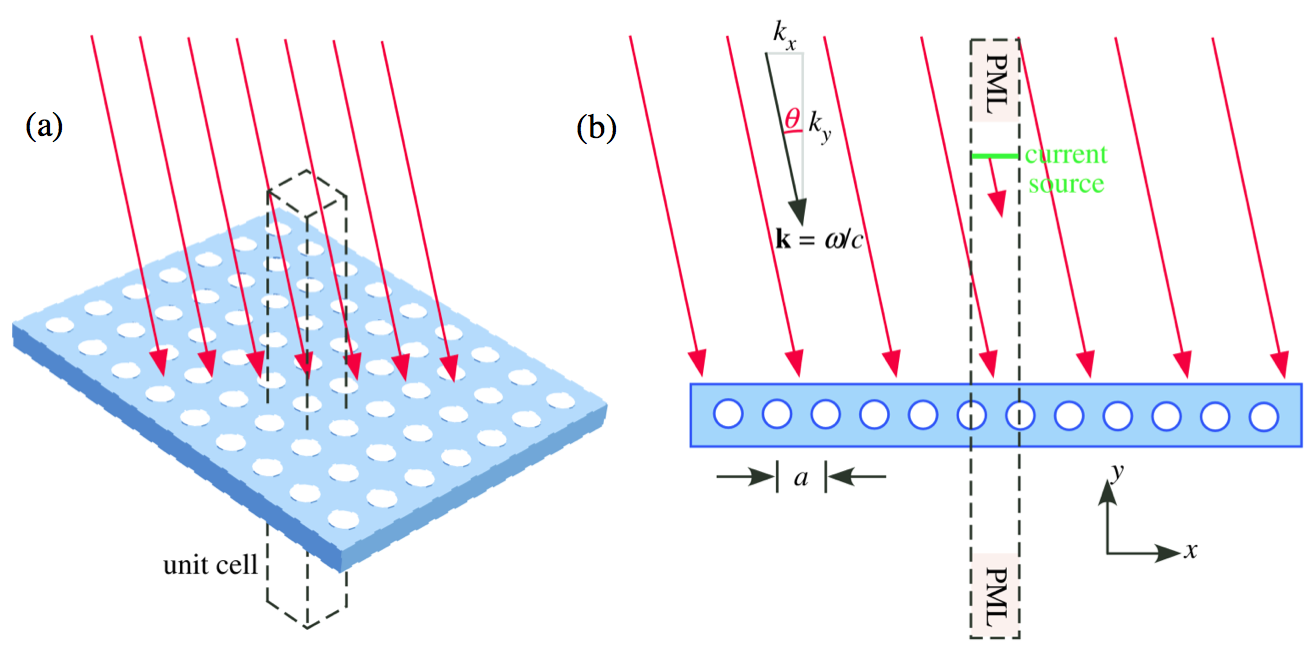 (a)
unit cell
(b)
k_x
θ
k_y
k = ω/c
PML
current
source
a
y
x
PML